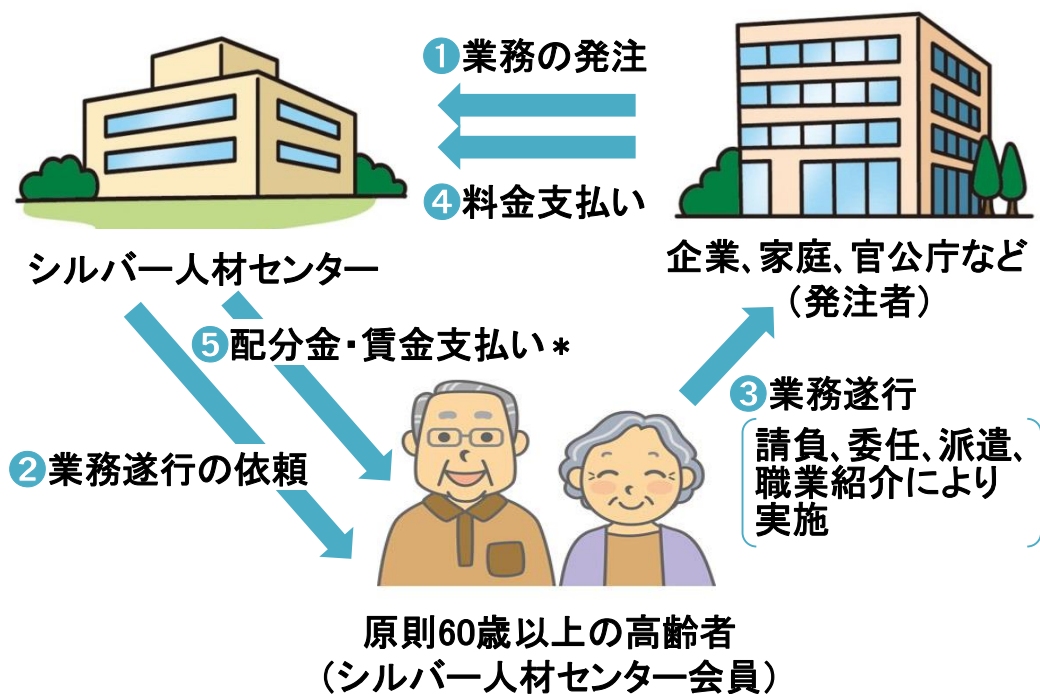 ❶業務の発注
❹料金支払い
シルバー人材センター
企業、家庭、官公庁など
（発注者）
❺配分金・賃金支払い＊
❸業務遂行
❷業務遂行の依頼
請負、委任、派遣、
職業紹介により
実施
原則60歳以上の高齢者
（シルバー人材センター会員）